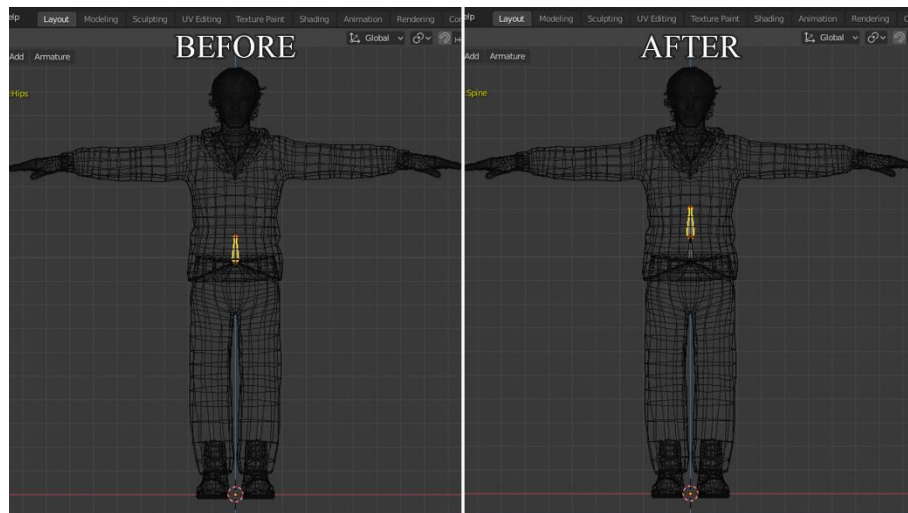 elp Layout Modeling Sculpting UV Editing Texture Paint Shading Animation Rendering Co
BEFORE
Global
Add Armature
:Hips
elp Layout Modeling Sculpting UV Editing Texture Paint Shading Animation Rendering C
AFTER
Global
Add Armature
:Spine